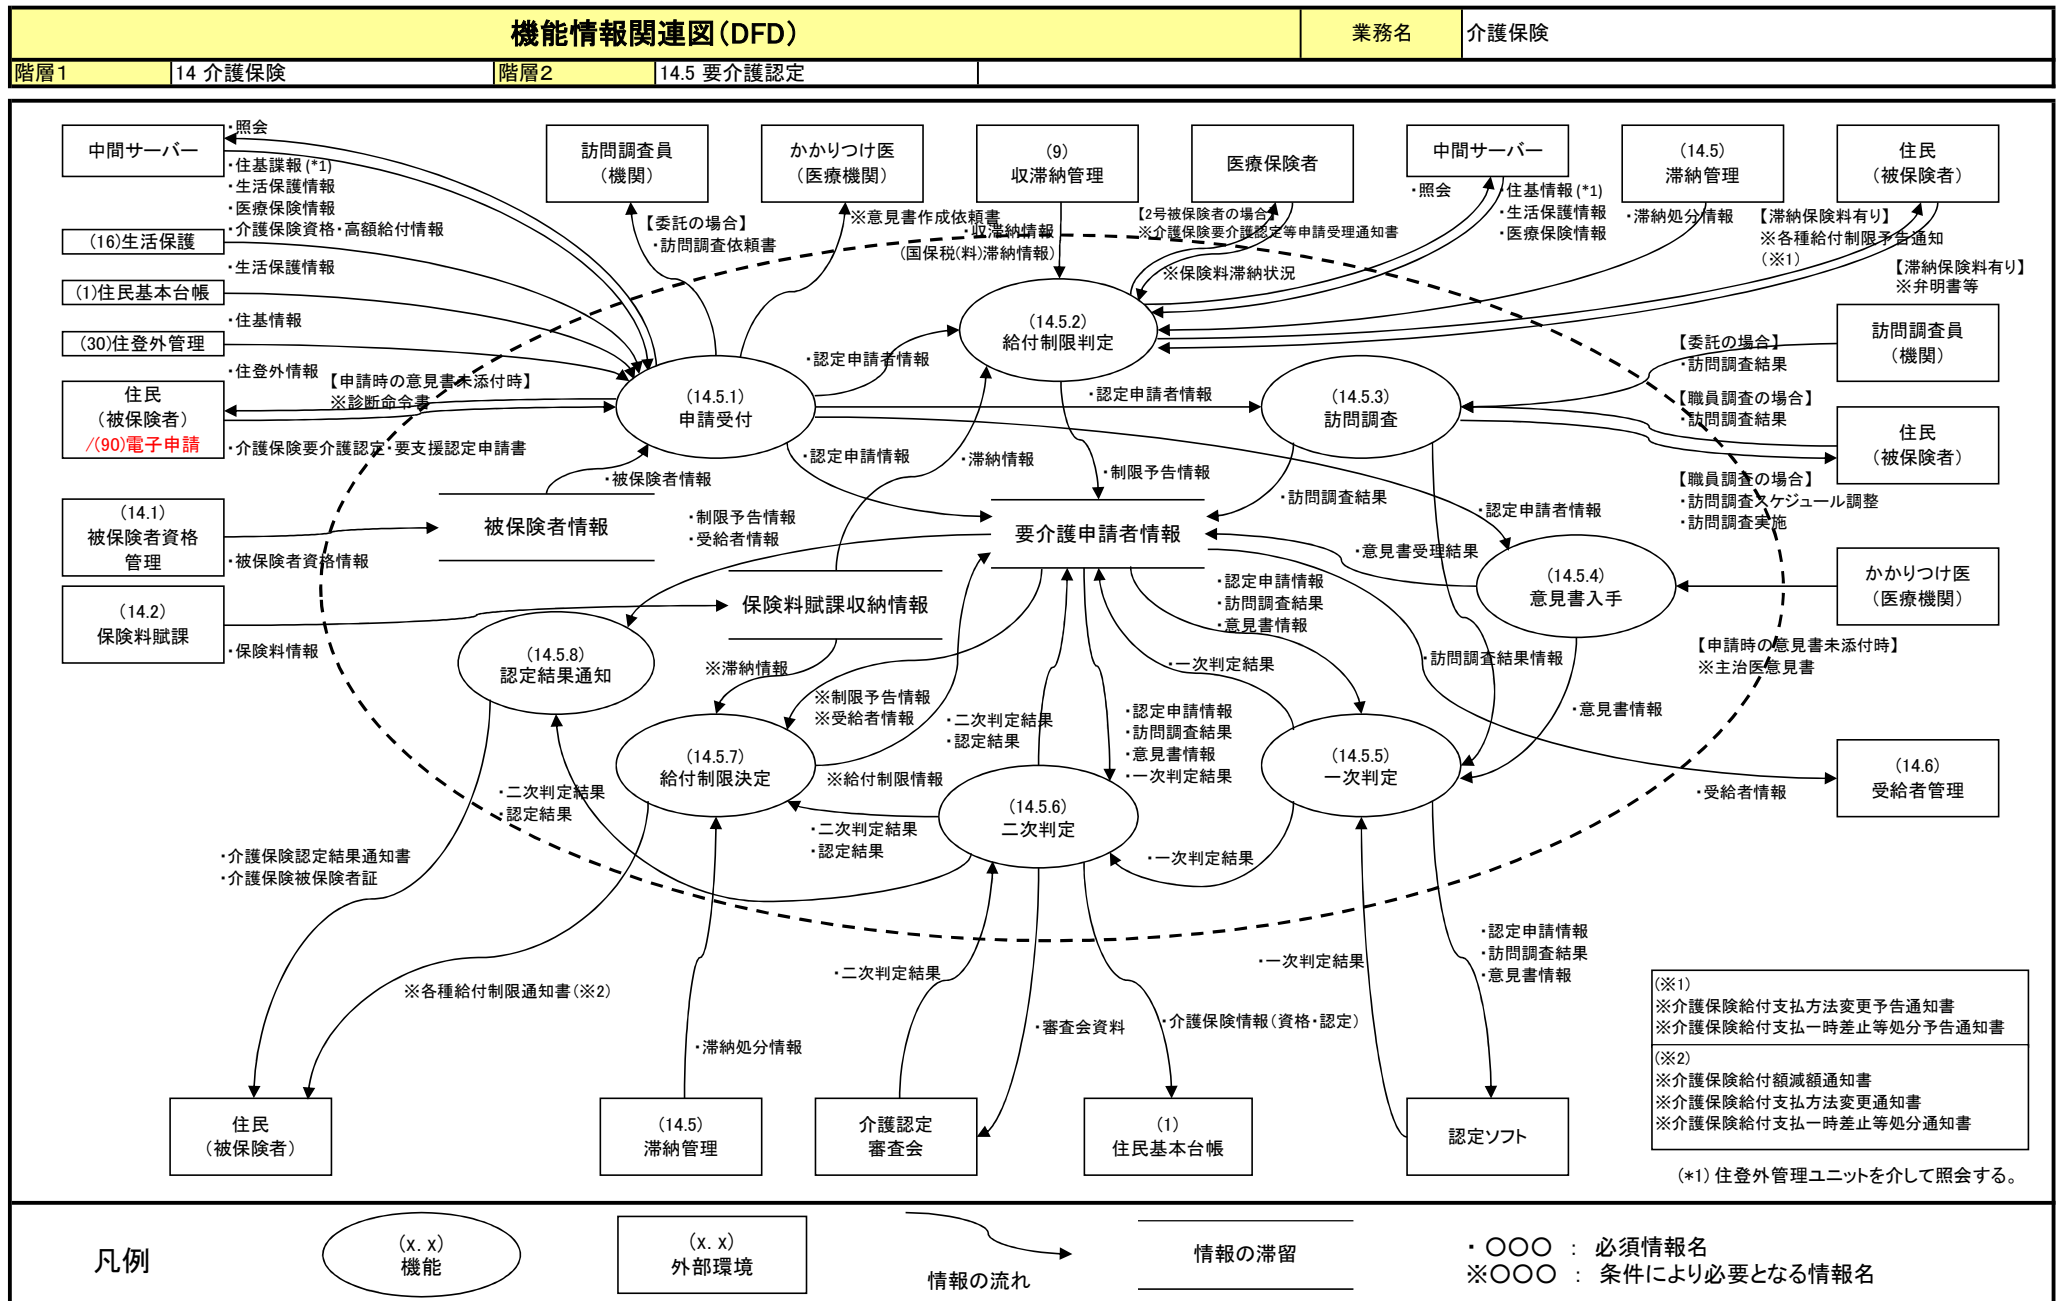 機能情報関連図(DFD)
業務名
介護保険
階層1
14 介護保険
階層2
14.5 要介護認定
中間サーバー
・照会
・住基諜報(*1)
・生活保護情報
・医療保険情報
・介護保険資格・高額給付情報
(16)生活保護
・生活保護情報
(1)住民基本台帳
・住基情報
(30)住登外管理
・住登外情報
住民
(被保険者)
/(90)電子申請
【申請時の意見書未添付時】
※診断命令書
・介護保険要介護認定・要支援認定申請書
訪問調査員
(機関)
【委託の場合】
・訪問調査依頼書
かかりつけ医
(医療機関)
※意見書作成依頼書
(9)
収滞納管理
・収滞納情報
(国保税(料)滞納情報)
医療保険者
【2号被保険者の場合】
※介護保険要介護認定等申請受理通知書
※保険料滞納状況
中間サーバー
・照会
・住基情報(*1)
・生活保護情報
・医療保険情報
(14.5)
滞納管理
・滞納処分情報
住民
(被保険者)
【滞納保険料有り】
※各種給付制限予告通知
(※1)
【滞納保険料有り】
※弁明書等
(14.5.1)
申請受付
・認定申請者情報
(14.5.2)
給付制限判定
・認定申請者情報
(14.5.3)
訪問調査
【委託の場合】
・訪問調査結果
訪問調査員
(機関)
【職員調査の場合】
・訪問調査結果
住民
(被保険者)
【職員調査の場合】
・訪問調査スケジュール調整
・訪問調査実施
・認定申請情報
・滞納情報
・制限予告情報
・訪問調査結果
・認定申請者情報
・被保険者情報
(14.1)
被保険者資格
管理
・被保険者資格情報
被保険者情報
・制限予告情報
・受給者情報
要介護申請者情報
・意見書受理結果
(14.5.4)
意見書入手
かかりつけ医
(医療機関)
【申請時の意見書未添付時】
※主治医意見書
(14.2)
保険料賦課
・保険料情報
保険料賦課収納情報
・認定申請情報
・訪問調査結果
・意見書情報
(14.5.8)
認定結果通知
※滞納情報
※制限予告情報
※受給者情報
・一次判定結果
・訪問調査結果情報
・意見書情報
・二次判定結果
・認定結果
・認定申請情報
・訪問調査結果
・意見書情報
・一次判定結果
(14.5.7)
給付制限決定
※給付制限情報
(14.5.5)
一次判定
(14.6)
受給者管理
・受給者情報
・二次判定結果
・認定結果
(14.5.6)
二次判定
・二次判定結果
・認定結果
・一次判定結果
・介護保険認定結果通知書
・介護保険被保険者証
※各種給付制限通知書(※2)
・滞納処分情報
・二次判定結果
・審査会資料
・介護保険情報(資格・認定)
・一次判定結果
・認定申請情報
・訪問調査結果
・意見書情報
(※1)
※介護保険給付支払方法変更予告通知書
※介護保険給付支払一時差止等処分予告通知書
(※2)
※介護保険給付額減額通知書
※介護保険給付支払方法変更通知書
※介護保険給付支払一時差止等処分通知書
住民
(被保険者)
(14.5)
滞納管理
介護認定
審査会
(1)
住民基本台帳
認定ソフト
(*1) 住登外管理ユニットを介して照会する。
凡例
(x. x)
機能
(x. x)
外部環境
情報の流れ
情報の滞留
・ 〇〇〇 : 必須情報名
※〇〇〇 : 条件により必要となる情報名